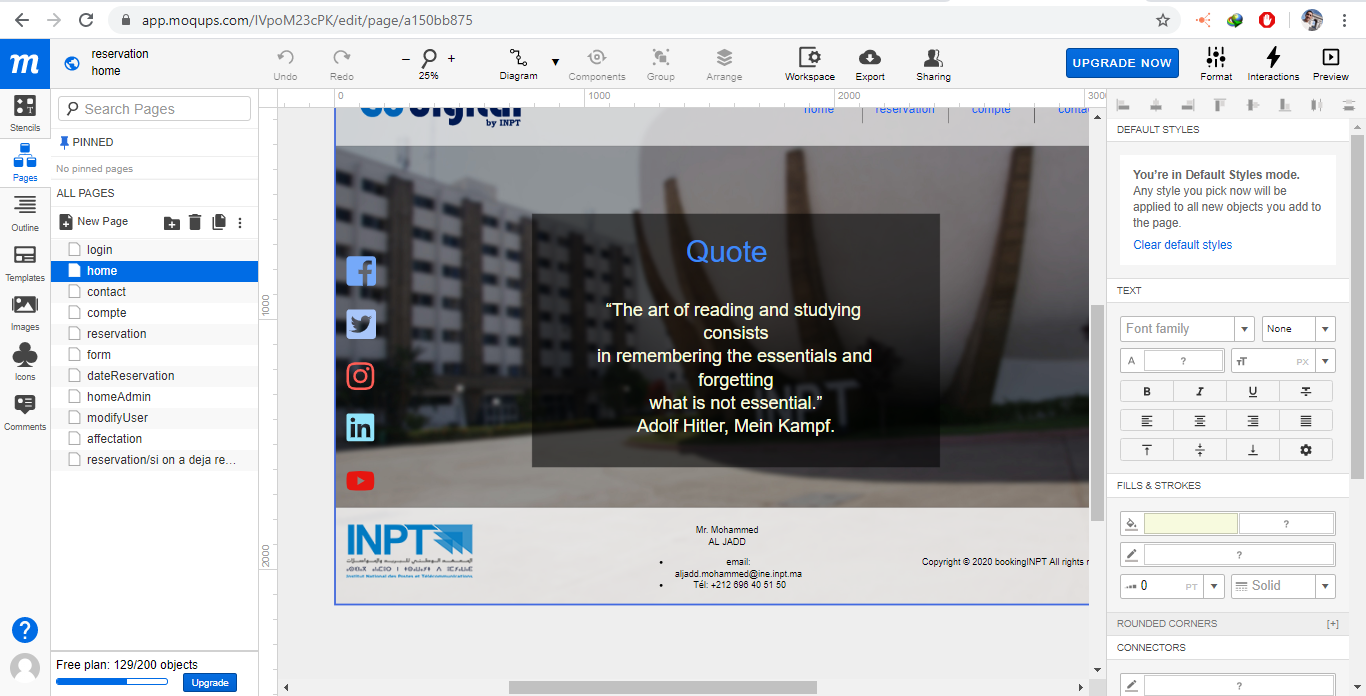 app.moqups.com/IVpoM23cPK/edit/page/a150bb875
m
reservation
home
Undo
Redo
25%
Diagram
Components
Group
Arrange
Workspace
Export
Sharing
UPGRADE NOW
Format
Interactions
Preview
Stencils
Pages
Outline
Templates
Images
Icons
Comments
Search Pages
PINNED
No pinned pages
ALL PAGES
New Page
login
home
contact
compte
reservation
form
dateReservation
homeAdmin
modifyUser
affectation
reservation/si on a deja re...
Free plan: 129/200 objects
Upgrade
0
1000
2000
3000
1000
2000
by INPT
home
reservation
compte
conta
Quote
“The art of reading and studying
consists
in remembering the essentials and
forgetting
what is not essential.”
Adolf Hitler, Mein Kampf.
INPT
INPT
Institut National des Postes et Télécommunications
Mr. Mohammed
AL JADD
• email:
aljadd.mohammed@ine.inpt.ma
• Tél: +212 696 40 51 50
Copyright © 2020 bookingINPT All rights r
DEFAULT STYLES
You're in Default Styles mode.
Any style you pick now will be
applied to all new objects you add to
the page.
Clear default styles
TEXT
Font family
None
A ?
PX
B I U
FILLS & STROKES
?
?
0 PT
Solid
ROUNDED CORNERS [+]
CONNECTORS
?